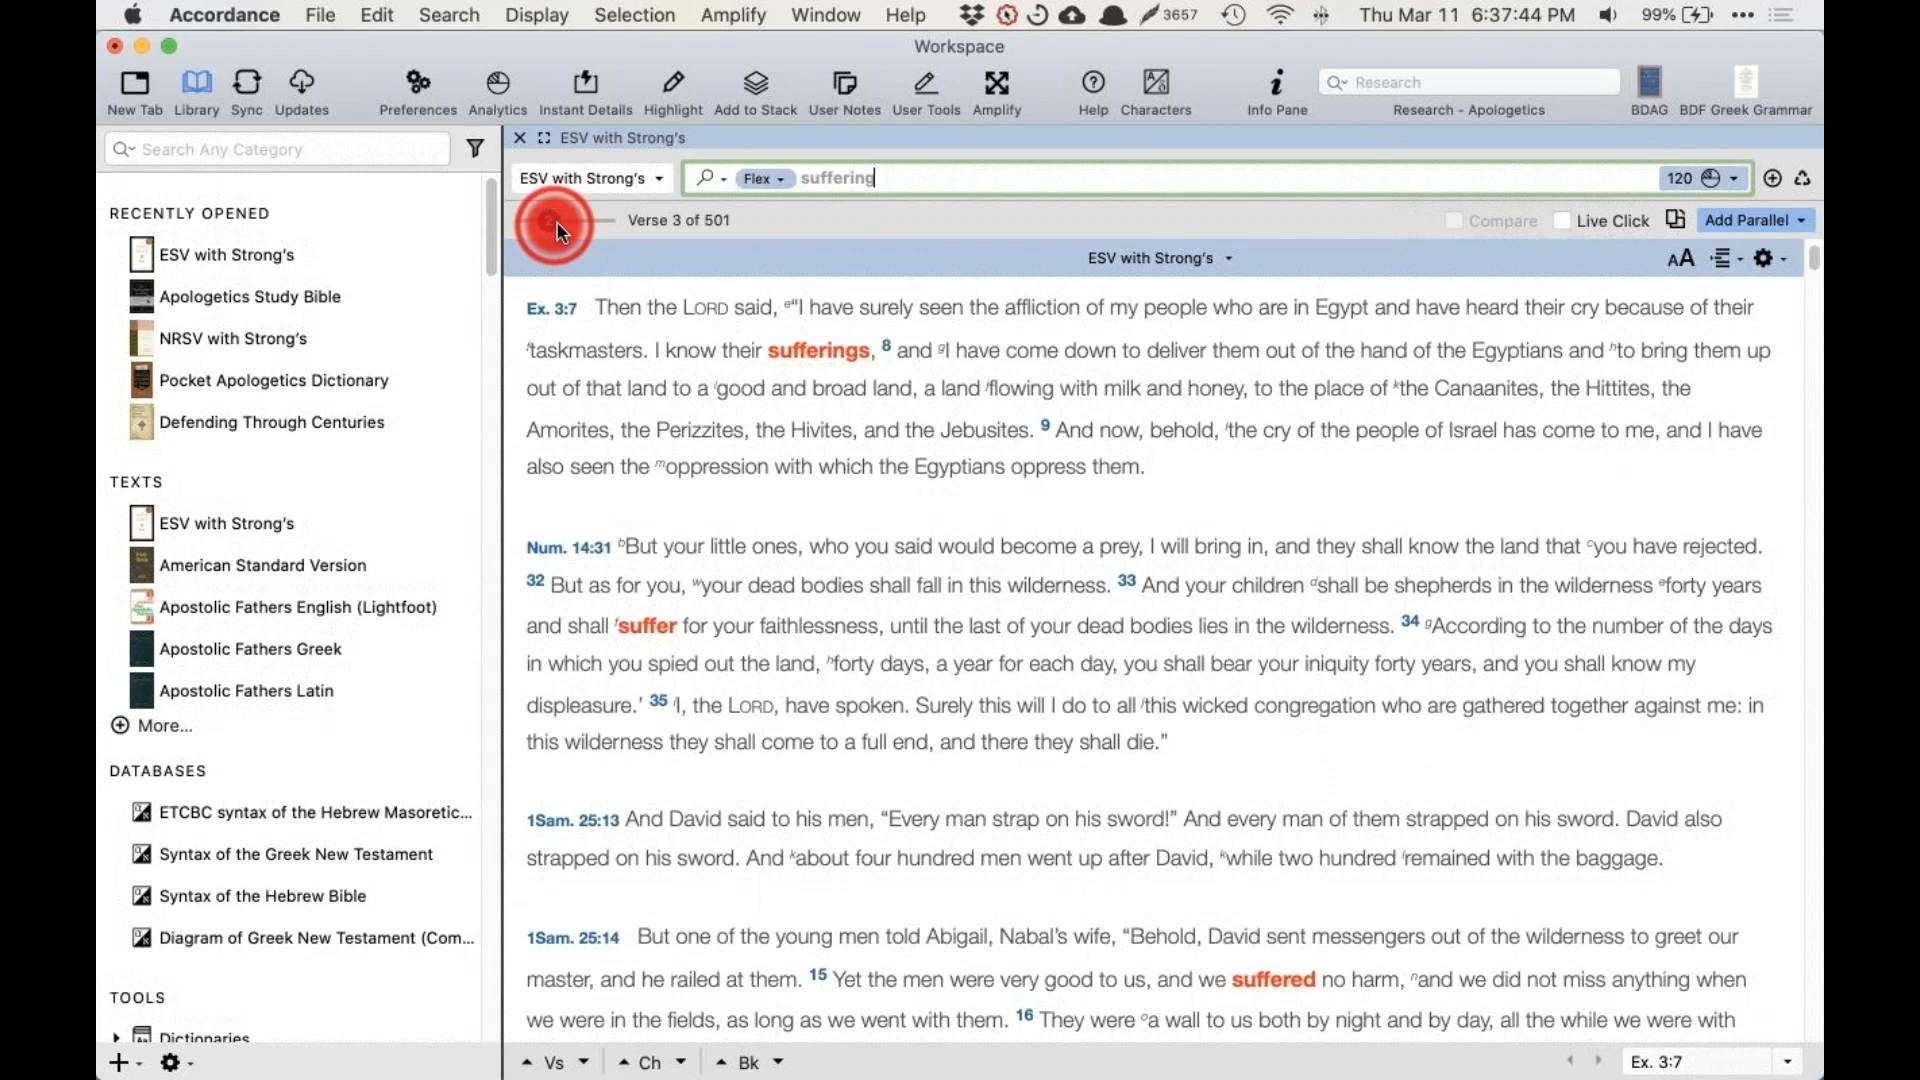 Accordance File Edit Search Display Selection Amplify Window Help 3657 Thu Mar 11 6:37:44 PM 99%
Workspace
New Tab Library Sync Updates Preferences Analytics Instant Details Highlight Add to Stack User Notes User Tools Amplify Help Characters Info Pane Research Research - Apologetics BDAG BDF Greek Grammar
Search Any Category
RECENTLY OPENED
ESV with Strong's
Apologetics Study Bible
NRSV with Strong's
Pocket Apologetics Dictionary
Defending Through Centuries
TEXTS
ESV with Strong's
American Standard Version
Apostolic Fathers English (Lightfoot)
Apostolic Fathers Greek
Apostolic Fathers Latin
More...
DATABASES
ETCBC syntax of the Hebrew Masoretic...
Syntax of the Greek New Testament
Syntax of the Hebrew Bible
Diagram of Greek New Testament (Com...
TOOLS
Dictionaries
ESV with Strong's
ESV with Strong's Flex suffering 120
Verse 3 of 501 Compare Live Click Add Parallel
ESV with Strong's AA
Ex. 3:7 Then the LORD said, e“I have surely seen the affliction of my people who are in Egypt and have heard their cry because of their
ftaskmasters. I know their sufferings, 8 and gI have come down to deliver them out of the hand of the Egyptians and hto bring them up
out of that land to a igood and broad land, a land jflowing with milk and honey, to the place of kthe Canaanites, the Hittites, the
Amorites, the Perizzites, the Hivites, and the Jebusites. 9 And now, behold, lthe cry of the people of Israel has come to me, and I have
also seen the moppression with which the Egyptians oppress them.
Num. 14:31 bBut your little ones, who you said would become a prey, I will bring in, and they shall know the land that cyou have rejected.
32 But as for you, wyour dead bodies shall fall in this wilderness. 33 And your children dshall be shepherds in the wilderness eforty years
and shall fsuffer for your faithlessness, until the last of your dead bodies lies in the wilderness. 34 gAccording to the number of the days
in which you spied out the land, hforty days, a year for each day, you shall bear your iniquity forty years, and you shall know my
displeasure.’ 35 iI, the LORD, have spoken. Surely this will I do to all jthis wicked congregation who are gathered together against me: in
this wilderness they shall come to a full end, and there they shall die.”
1Sam. 25:13 And David said to his men, “Every man strap on his sword!” And every man of them strapped on his sword. David also
strapped on his sword. And kabout four hundred men went up after David, kwhile two hundred lremained with the baggage.
1Sam. 25:14 But one of the young men told Abigail, Nabal’s wife, “Behold, David sent messengers out of the wilderness to greet our
master, and he railed at them. 15 Yet the men were very good to us, and we suffered no harm, nand we did not miss anything when
we were in the fields, as long as we went with them. 16 They were oa wall to us both by night and by day, all the while we were with
Vs Ch Bk Ex. 3:7